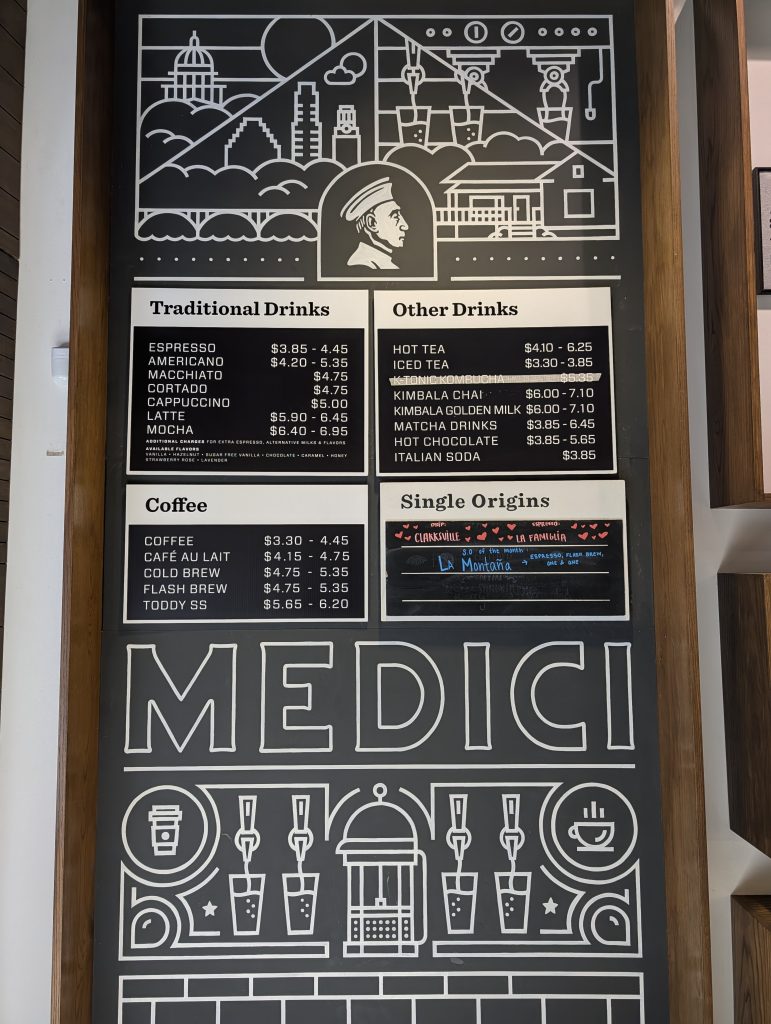 Traditional Drinks
ESPRESSO $3.85 - 4.45
AMERICANO $4.20 - 5.35
MACCHIATO $4.75
CORTADO $4.75
CAPPUCCINO $5.00
LATTE $5.90 - 6.45
MOCHA $6.40 - 6.95
ADDITIONAL CHARGES FOR EXTRA ESPRESSO, ALTERNATIVE MILKS & FLAVORS
AVAILABLE FLAVORS
VANILLA • HAZELNUT • SUGAR FREE VANILLA • CHOCOLATE • CARAMEL • HONEY
STRAWBERRY ROSE • LAVENDER
Other Drinks
HOT TEA $4.10 - 6.25
ICED TEA $3.30 - 3.85
K-TONIC KOMBUCHA $5.35
KIMBALA CHAI $6.00 - 7.10
KIMBALA GOLDEN MILK $6.00 - 7.10
MATCHA DRINKS $3.85 - 6.45
HOT CHOCOLATE $3.85 - 5.65
ITALIAN SODA $3.85
Coffee
COFFEE $3.30 - 4.45
CAFÉ AU LAIT $4.15 - 4.75
COLD BREW $4.75 - 5.35
FLASH BREW $4.75 - 5.35
TODDY SS $5.65 - 6.20
Single Origins
DRIP: ESPRESSO:
CLARKSVILLE LA FAMIGLIA
S.O of the month:
LA Montaña → ESPRESSO, FLASH BREW,
ONE & ONE
MEDICI